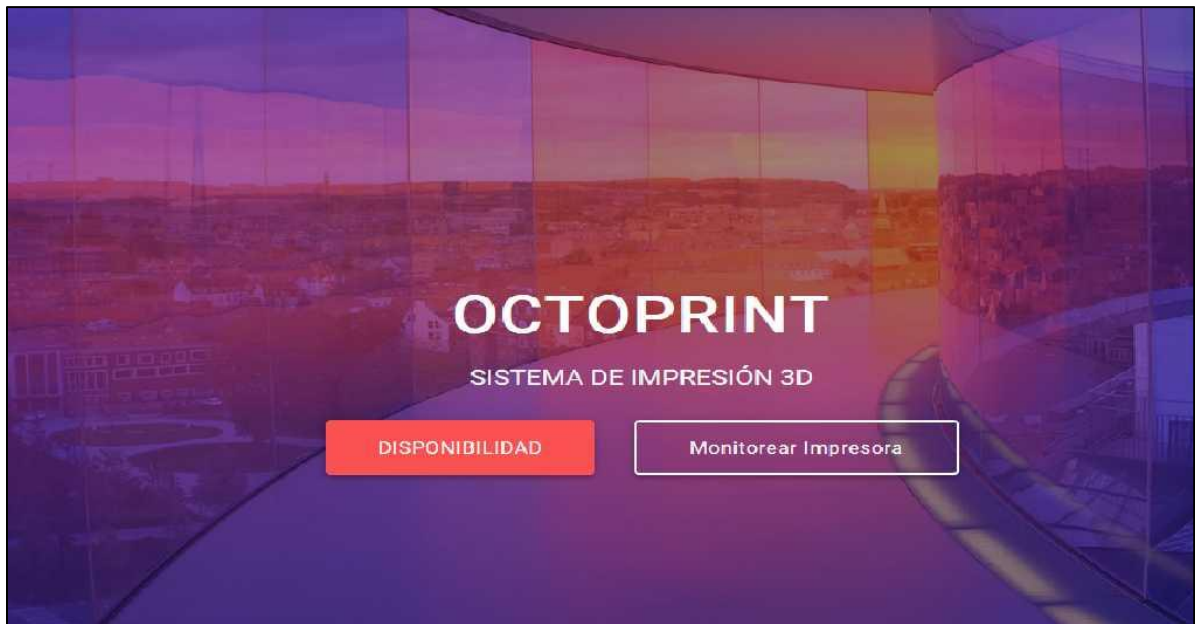 OCTOPRINT
SISTEMA DE IMPRESIÓN 3D
DISPONIBILIDAD
Monitorear Impresora